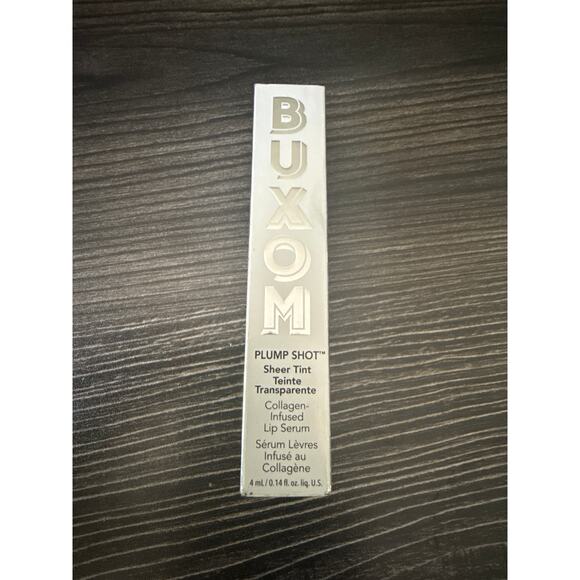 BUXOM
PLUMP SHOT™
Sheer Tint
Teinte
Transparente
Collagen-
Infused
Lip Serum
Sérum Lèvres
Infusé au
Collagène
4 mL / 0.14 fl. oz. liq. U.S.